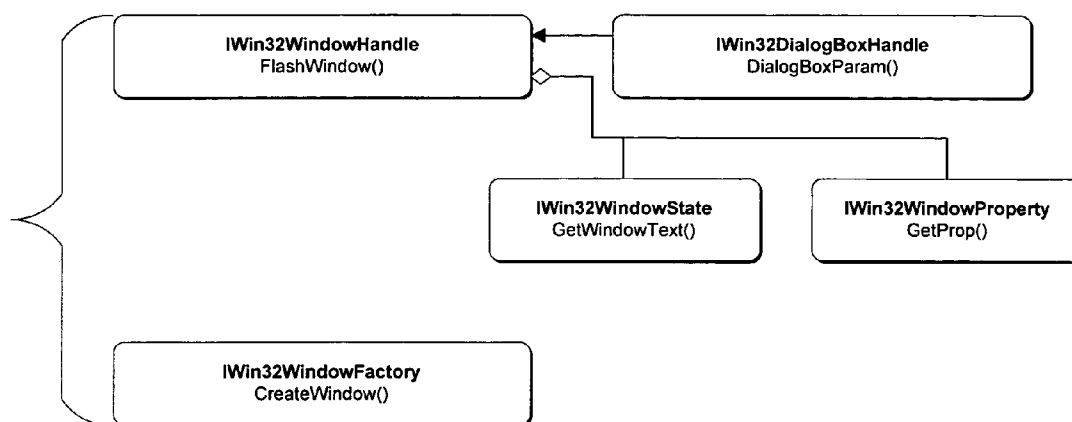 IWin32WindowHandle
FlashWindow()
IWin32DialogBoxHandle
DialogBoxParam()
IWin32WindowState
GetWindowText()
IWin32WindowProperty
GetProp()
IWin32WindowFactory
CreateWindow()